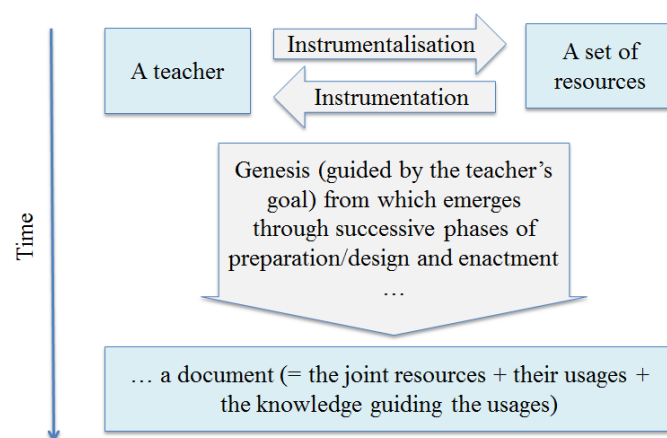 A teacher
Instrumentalisation
Instrumentation
A set of
resources
Genesis (guided by the teacher’s
goal) from which emerges
through successive phases of
preparation/design and enactment
…
Time
… a document (= the joint resources + their usages +
the knowledge guiding the usages)